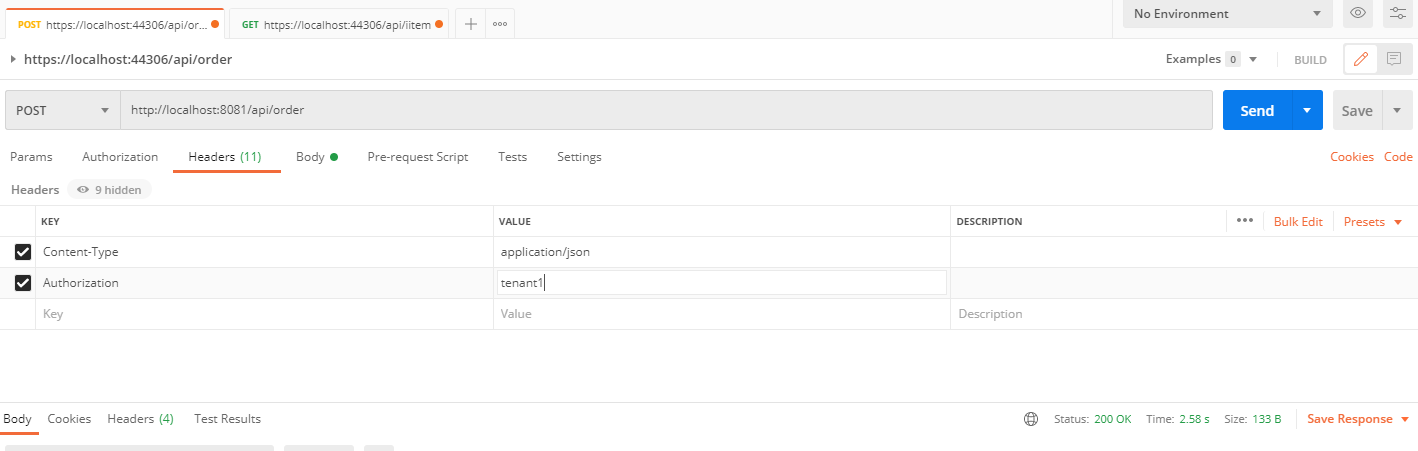 POST https://localhost:44306/api/or... GET https://localhost:44306/api/iitem No Environment
https://localhost:44306/api/order Examples 0 BUILD
POST http://localhost:8081/api/order Send Save
Params Authorization Headers (11) Body Pre-request Script Tests Settings Cookies Code
Headers 9 hidden
KEY VALUE DESCRIPTION Bulk Edit Presets
Content-Type application/json
Authorization tenant1
Key Value Description
Body Cookies Headers (4) Test Results Status: 200 OK Time: 2.58 s Size: 133 B Save Response